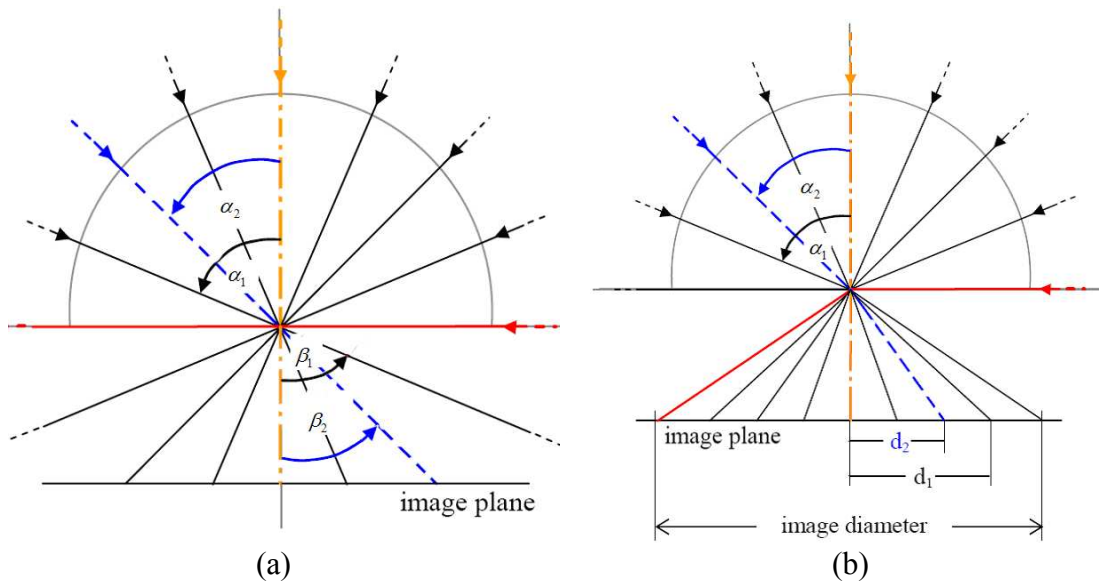 α₂
α₁
β₁
β₂
image plane
(a)
α₂
α₁
image plane
d₂
d₁
image diameter
(b)